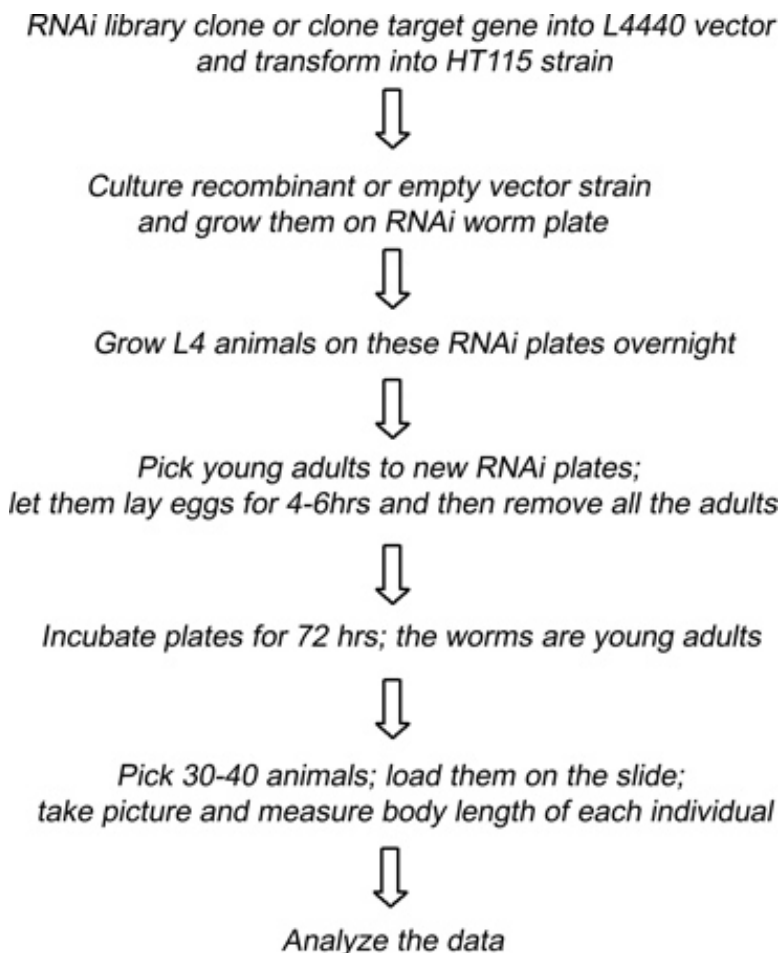 RNAi library clone or clone target gene into L4440 vector
and transform into HT115 strain
Culture recombinant or empty vector strain
and grow them on RNAi worm plate
Grow L4 animals on these RNAi plates overnight
Pick young adults to new RNAi plates;
let them lay eggs for 4-6hrs and then remove all the adults
Incubate plates for 72 hrs; the worms are young adults
Pick 30-40 animals; load them on the slide;
take picture and measure body length of each individual
Analyze the data